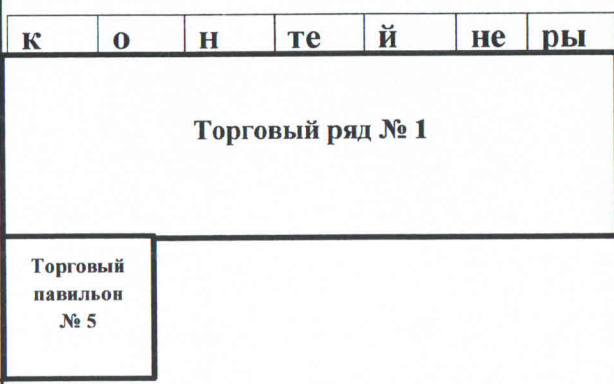 к о н те й не ры
Торговый ряд № 1
Торговый
павильон
№ 5